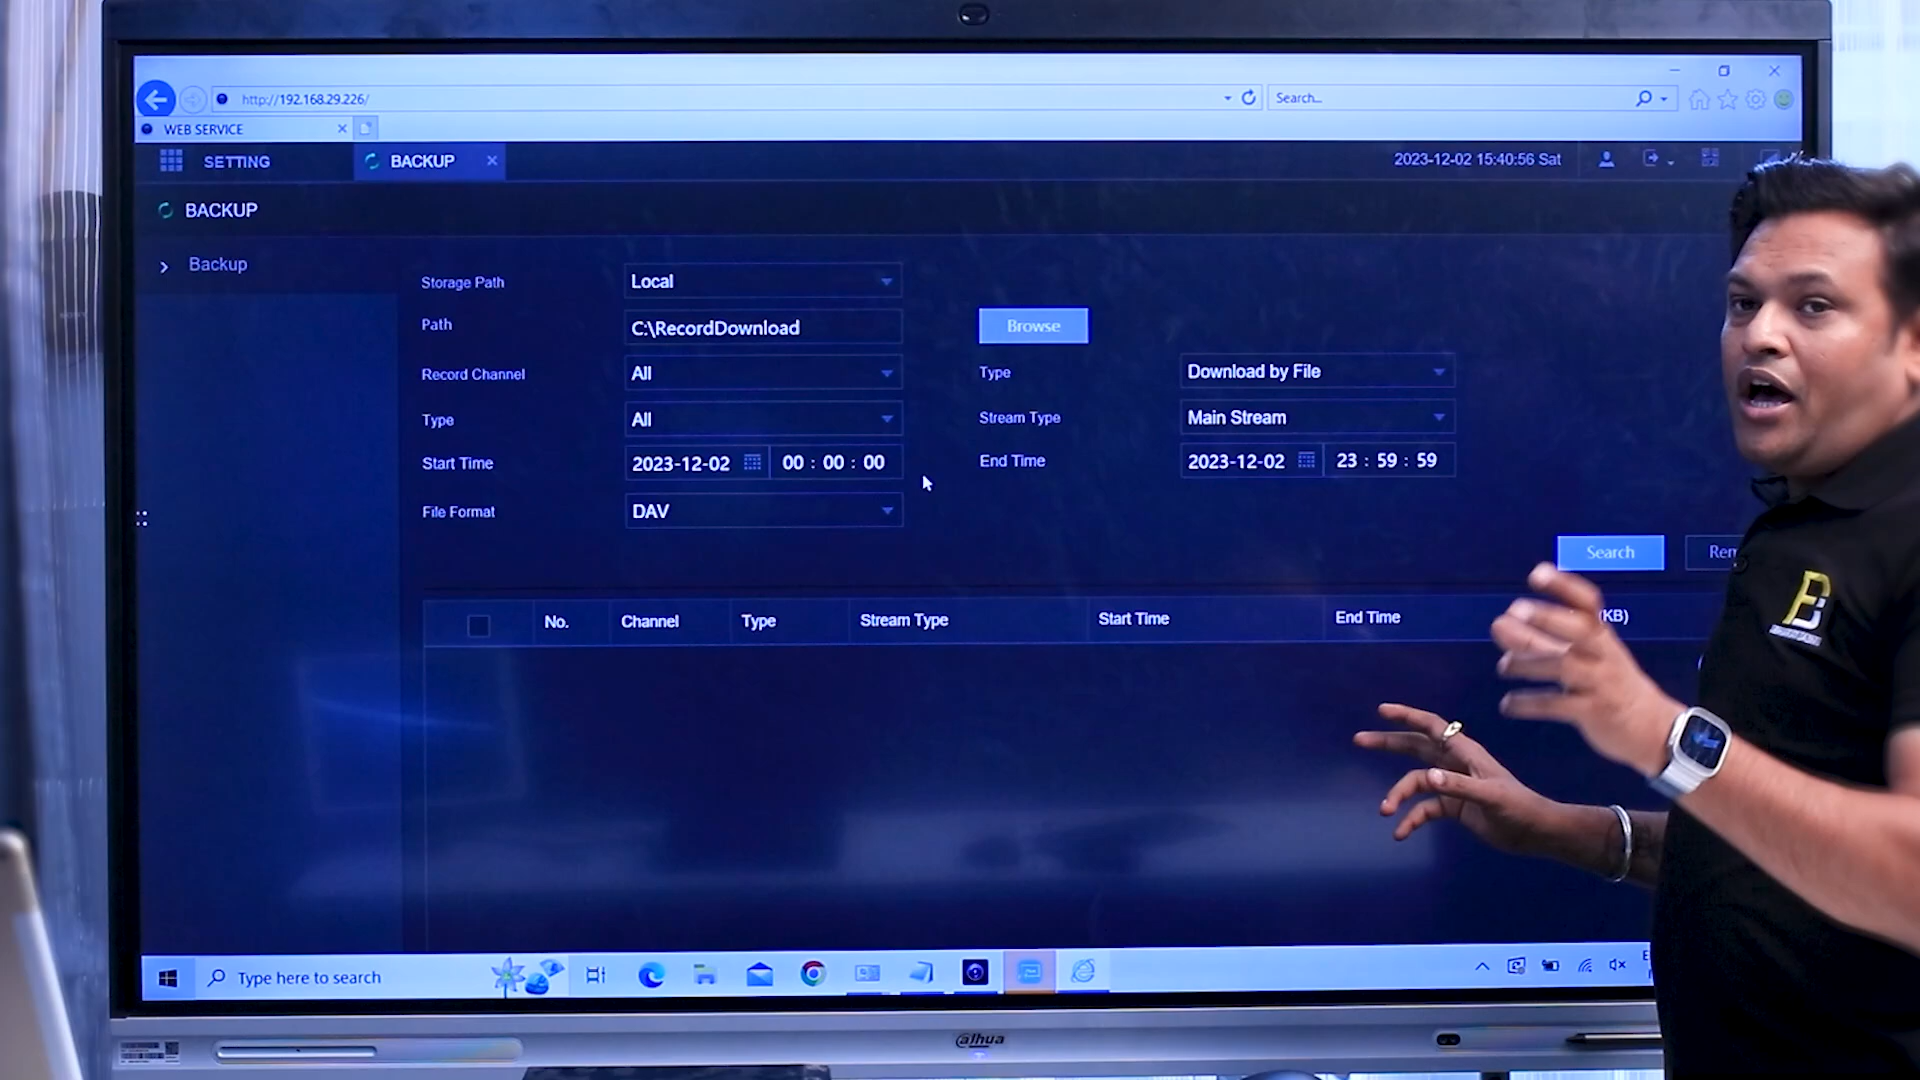 http://192.168.29.226/
Search...
WEB SERVICE
SETTING
BACKUP
2023-12-02 15:40:56 Sat
BACKUP
Backup
Storage Path
Local
Path
C:\RecordDownload
Browse
Record Channel
All
Type
Download by File
Type
All
Stream Type
Main Stream
Start Time
2023-12-02
00 : 00 : 00
End Time
2023-12-02
23 : 59 : 59
File Format
DAV
Search
No.
Channel
Type
Stream Type
Start Time
End Time
(KB)
Type here to search
alhua